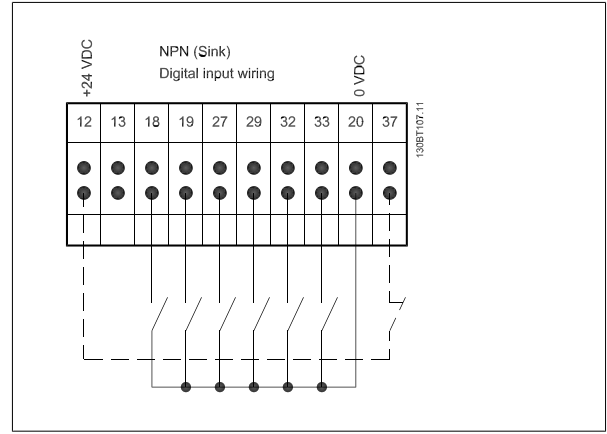 NPN (Sink)
Digital input wiring
+24 VDC
0 VDC
12 13 18 19 27 29 32 33 20 37
130BT107.11